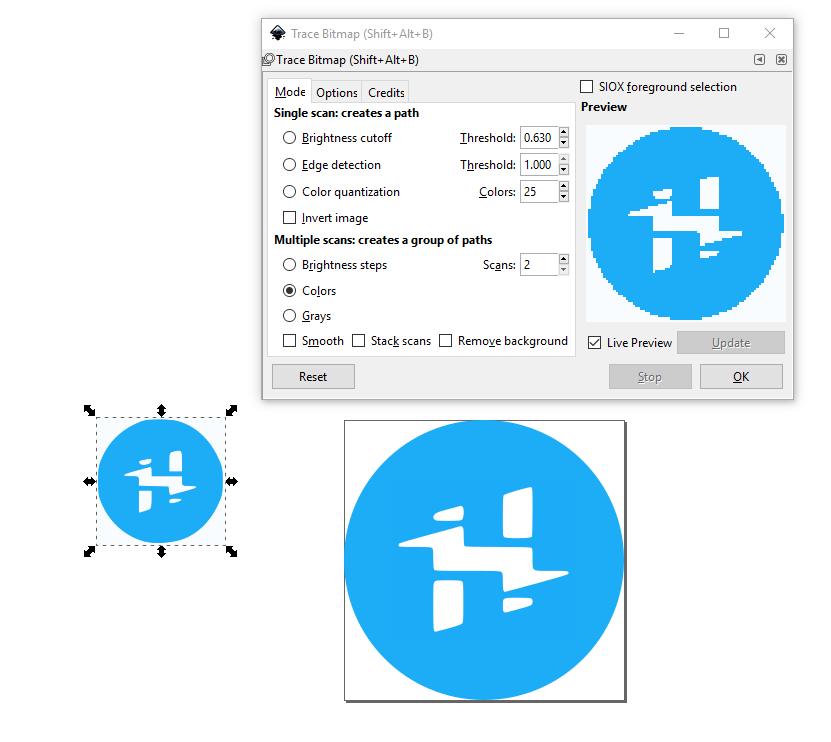 Trace Bitmap (Shift+Alt+B)
Trace Bitmap (Shift+Alt+B)
Mode Options Credits
SIOX foreground selection
Preview
Single scan: creates a path
Brightness cutoff Threshold: 0.630
Edge detection Threshold: 1.000
Color quantization Colors: 25
Invert image
Multiple scans: creates a group of paths
Brightness steps Scans: 2
Colors
Grays
Smooth Stack scans Remove background
Live Preview Update
Reset Stop OK